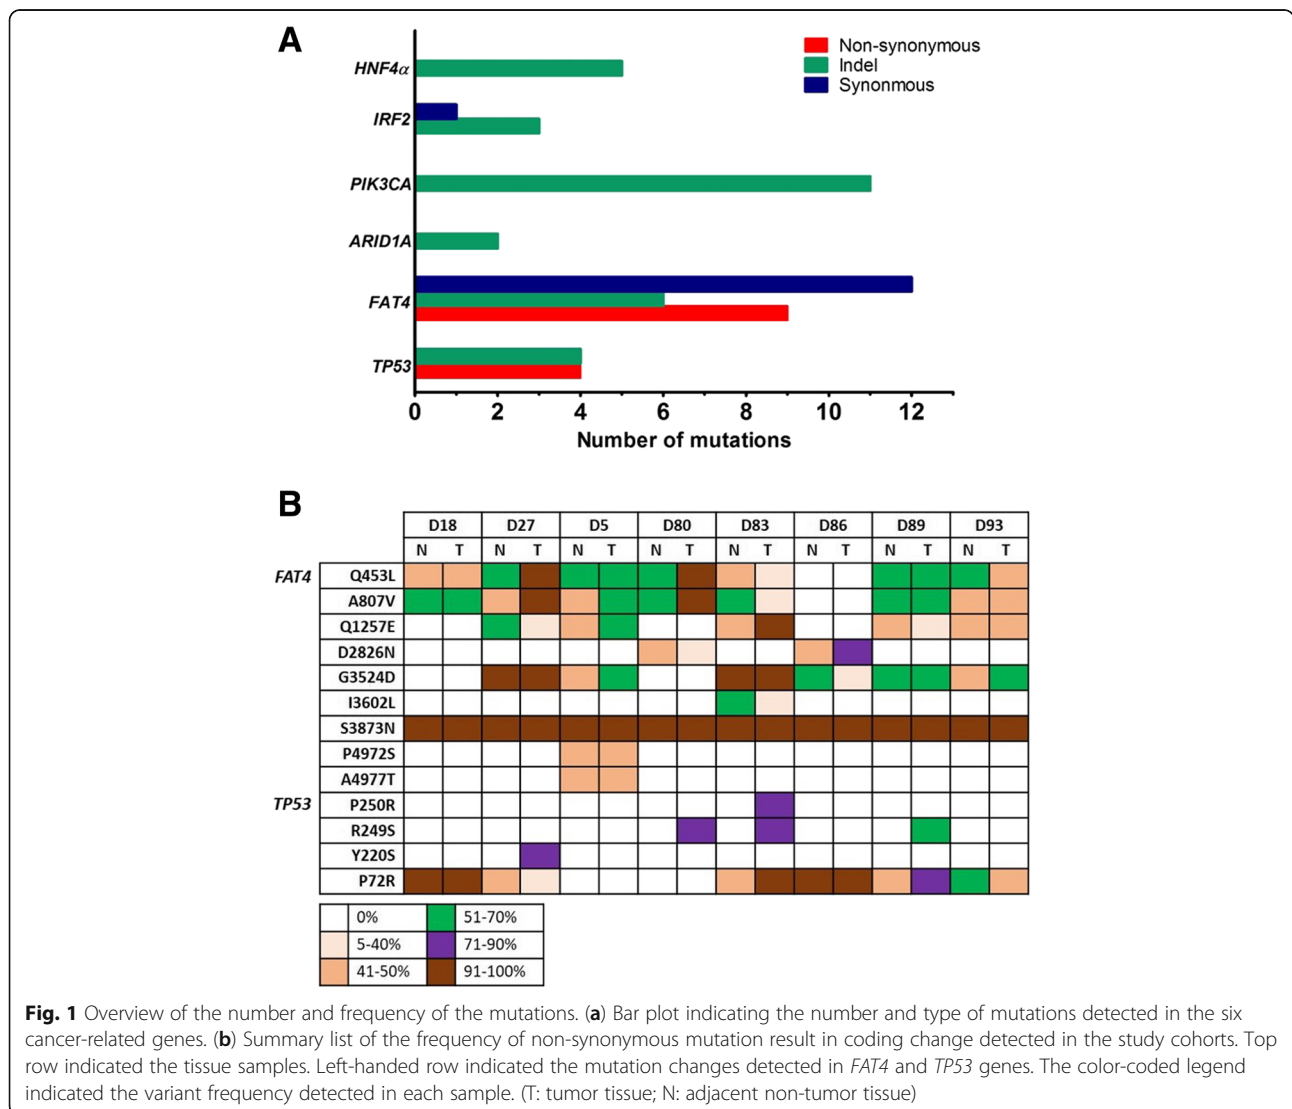 A
Non-synonymous
Indel
Synonmous
HNF4α
IRF2
PIK3CA
ARID1A
FAT4
TP53
0 2 4 6 8 10 12
Number of mutations
B
D18 D27 D5 D80 D83 D86 D89 D93
N T N T N T N T N T N T N T N T
FAT4 Q453L
A807V
Q1257E
D2826N
G3524D
I3602L
S3873N
P4972S
A4977T
TP53 P250R
R249S
Y220S
P72R
0% 51-70%
5-40% 71-90%
41-50% 91-100%
Fig. 1 Overview of the number and frequency of the mutations. (a) Bar plot indicating the number and type of mutations detected in the six
cancer-related genes. (b) Summary list of the frequency of non-synonymous mutation result in coding change detected in the study cohorts. Top
row indicated the tissue samples. Left-handed row indicated the mutation changes detected in FAT4 and TP53 genes. The color-coded legend
indicated the variant frequency detected in each sample. (T: tumor tissue; N: adjacent non-tumor tissue)